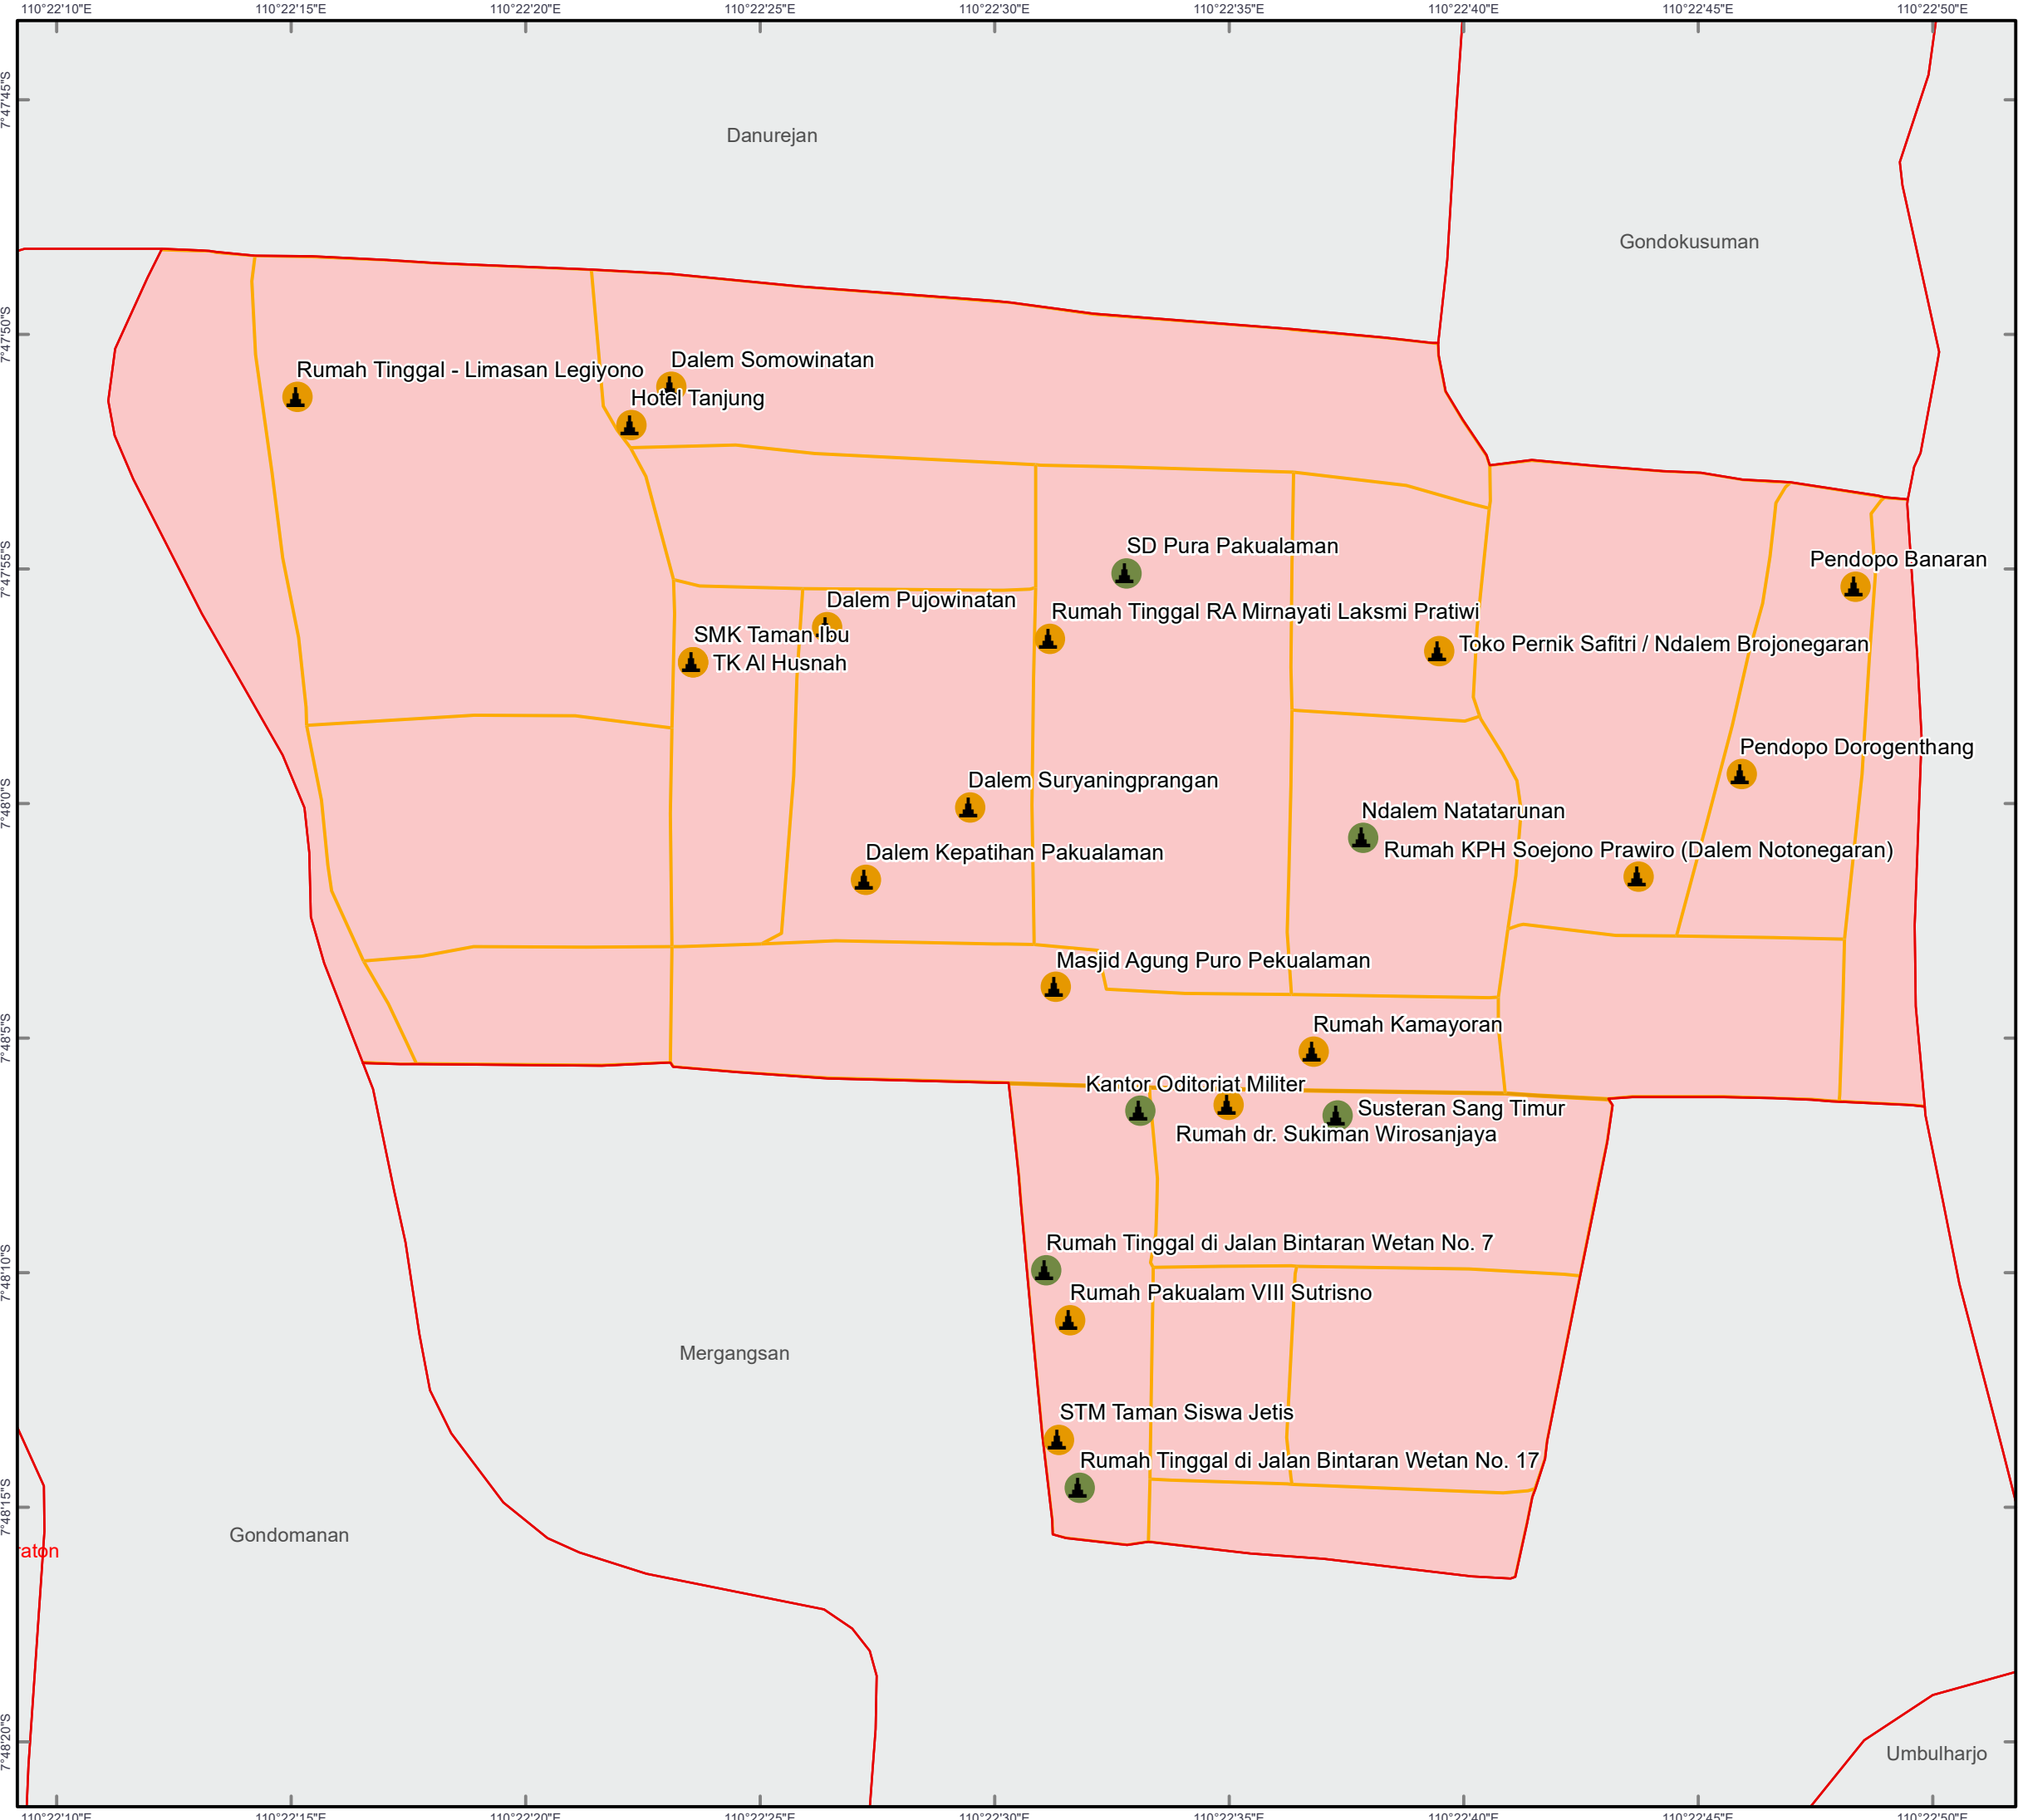 110°22'10"E 110°22'15"E 110°22'20"E 110°22'25"E 110°22'30"E 110°22'35"E 110°22'40"E 110°22'45"E 110°22'50"E
7°47'45"S
Danurejan
Gondokusuman
7°47'50"S
Dalem Somowinatan
Rumah Tinggal - Limasan Legiyono
Hotel Tanjung
SD Pura Pakualaman
Pendopo Banaran
7°47'55"S
Dalem Pujowinatan
Rumah Tinggal RA Mirnayati Laksmi Pratiwi
SMK Taman Ibu
Toko Pernik Safitri / Ndalem Brojonegaran
TK Al Husnah
Pendopo Dorogenthang
Dalem Suryaningprangan
7°48'0"S
Ndalem Natatarunan
Rumah KPH Soejono Prawiro (Dalem Notonegaran)
Dalem Kepatihan Pakualaman
Masjid Agung Puro Pekualaman
Rumah Kamayoran
7°48'5"S
Kantor Oditoriat Militer
Susteran Sang Timur
Rumah dr. Sukiman Wirosanjaya
Rumah Tinggal di Jalan Bintaran Wetan No. 7
7°48'10"S
Rumah Pakualam VIII Sutrisno
Mergangsan
STM Taman Siswa Jetis
Rumah Tinggal di Jalan Bintaran Wetan No. 17
7°48'15"S
Gondomanan
raton
7°48'20"S
Umbulharjo
110°22'10"E 110°22'15"E 110°22'20"E 110°22'25"E 110°22'30"E 110°22'35"E 110°22'40"E 110°22'45"E 110°22'50"E